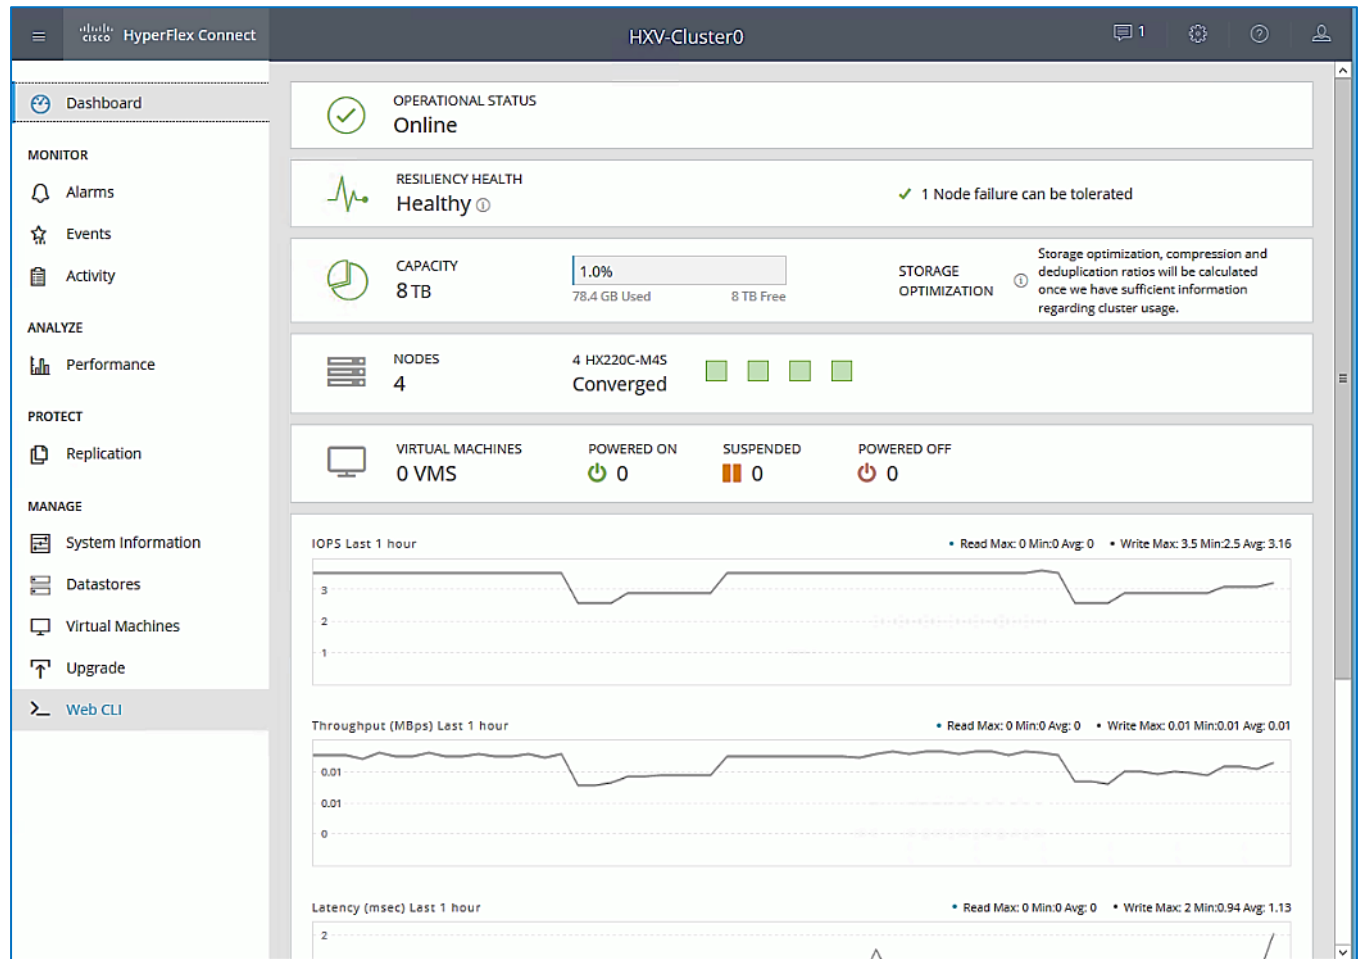 cisco HyperFlex Connect
HXV-Cluster0
1
Dashboard
MONITOR
Alarms
Events
Activity
ANALYZE
Performance
PROTECT
Replication
MANAGE
System Information
Datastores
Virtual Machines
Upgrade
Web CLI
OPERATIONAL STATUS
Online
RESILIENCY HEALTH
Healthy
1 Node failure can be tolerated
CAPACITY
8 TB
1.0%
78.4 GB Used 8 TB Free
STORAGE
OPTIMIZATION
Storage optimization, compression and
deduplication ratios will be calculated
once we have sufficient information
regarding cluster usage.
NODES
4
4 HX220C-M4S
Converged
VIRTUAL MACHINES
0 VMS
POWERED ON
0
SUSPENDED
0
POWERED OFF
0
IOPS Last 1 hour
• Read Max: 0 Min:0 Avg: 0 • Write Max: 3.5 Min:2.5 Avg: 3.16
3
2
1
Throughput (MBps) Last 1 hour
• Read Max: 0 Min:0 Avg: 0 • Write Max: 0.01 Min:0.01 Avg: 0.01
0.01
0.01
0
Latency (msec) Last 1 hour
• Read Max: 0 Min:0 Avg: 0 • Write Max: 2 Min:0.94 Avg: 1.13
2